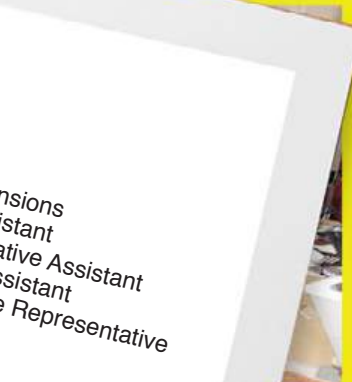 nsions
istant
ative Assistant
ssistant
e Representative